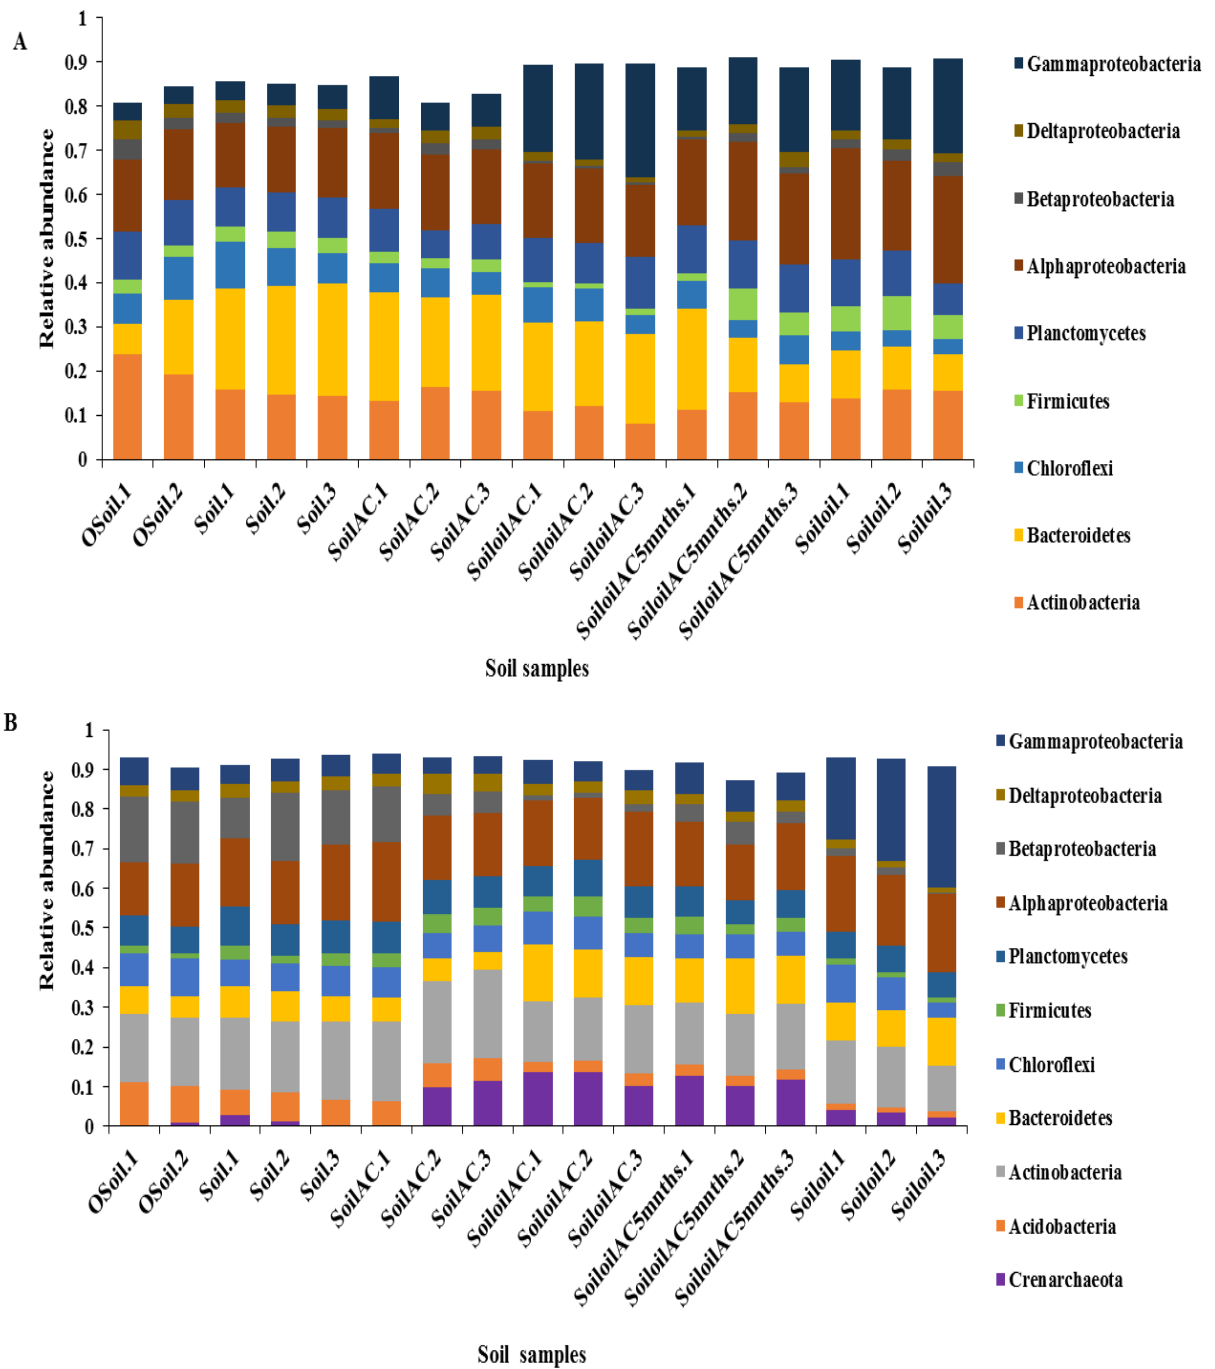 A
Relative abundance
1
0.9
0.8
0.7
0.6
0.5
0.4
0.3
0.2
0.1
0
OSoil.1
OSoil.2
Soil.1
Soil.2
Soil.3
SoilAC.1
SoilAC.2
SoilAC.3
SoiloilAC.1
SoiloilAC.2
SoiloilAC.3
SoiloilAC5mnths.1
SoiloilAC5mnths.2
SoiloilAC5mnths.3
Soiloil.1
Soiloil.2
Soiloil.3
Soil samples
Gammaproteobacteria
Deltaproteobacteria
Betaproteobacteria
Alphaproteobacteria
Planctomycetes
Firmicutes
Chloroflexi
Bacteroidetes
Actinobacteria
B
Relative abundance
1
0.9
0.8
0.7
0.6
0.5
0.4
0.3
0.2
0.1
0
OSoil.1
OSoil.2
Soil.1
Soil.2
Soil.3
SoilAC.1
SoilAC.2
SoilAC.3
SoiloilAC.1
SoiloilAC.2
SoiloilAC.3
SoiloilAC5mnths.1
SoiloilAC5mnths.2
SoiloilAC5mnths.3
Soiloil.1
Soiloil.2
Soiloil.3
Soil samples
Gammaproteobacteria
Deltaproteobacteria
Betaproteobacteria
Alphaproteobacteria
Planctomycetes
Firmicutes
Chloroflexi
Bacteroidetes
Actinobacteria
Acidobacteria
Crenarchaeota